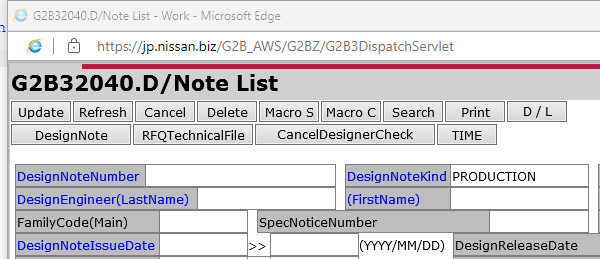 G2B32040.D/Note List - Work - Microsoft Edge
https://jp.nissan.biz/G2B_AWS/G2BZ/G2B3DispatchServlet
G2B32040.D/Note List
Update Refresh Cancel Delete Macro S Macro C Search Print D / L
DesignNote RFQTechnicalFile CancelDesignerCheck TIME
DesignNoteNumber DesignNoteKind PRODUCTION
DesignEngineer(LastName) (FirstName)
FamilyCode(Main) SpecNoticeNumber
DesignNoteIssueDate >> (YYYY/MM/DD) DesignReleaseDate